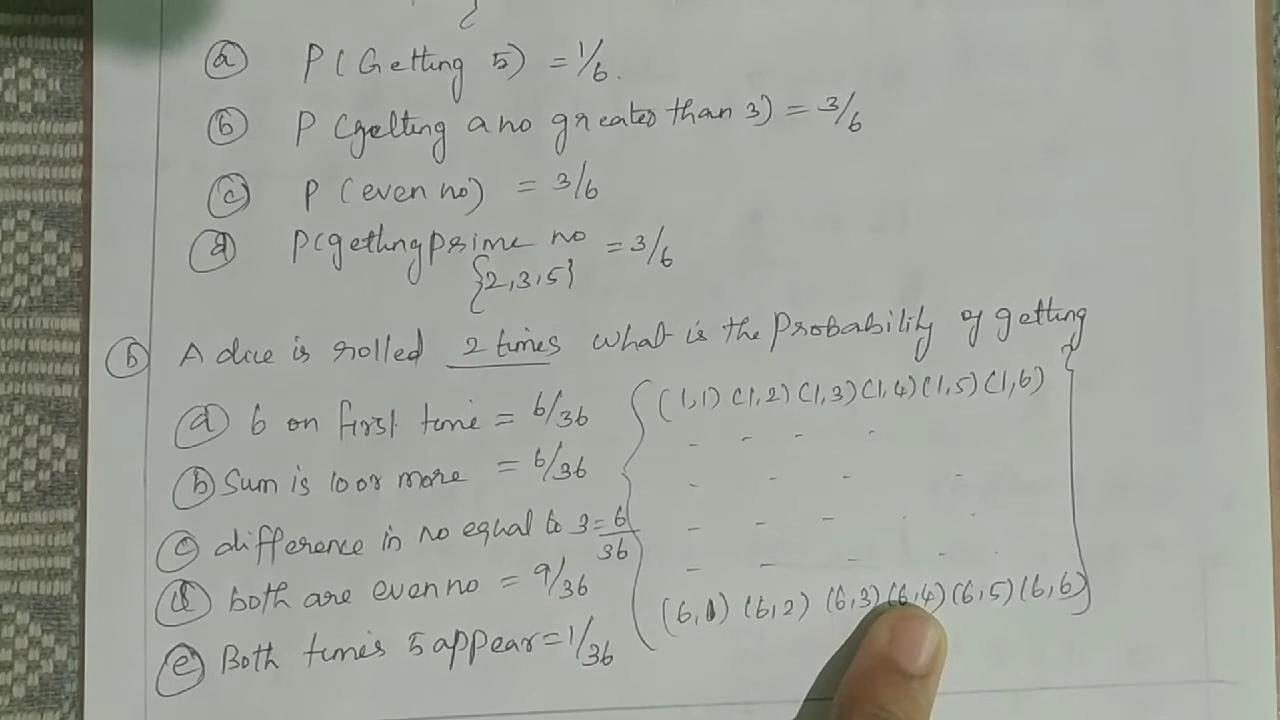 (a) P(Getting 5) = 1/6.
(b) P(getting a no greater than 3) = 3/6
(c) P(even no) = 3/6
(d) P(getting prime no = 3/6
{2,3,5}
(b) A dice is rolled 2 times what is the Probability of getting
(a) 6 on first time = 6/36
(b) Sum is 10 or more = 6/36
(c) difference in no equal to 3 = 6/36
(d) both are even no = 9/36
(e) Both times 5 appear = 1/36
{(1,1) (1,2) (1,3) (1,4) (1,5) (1,6)
- - - -
- - - -
- - - - -
- - - - -
(6,1) (6,2) (6,3) (6,4) (6,5) (6,6)}